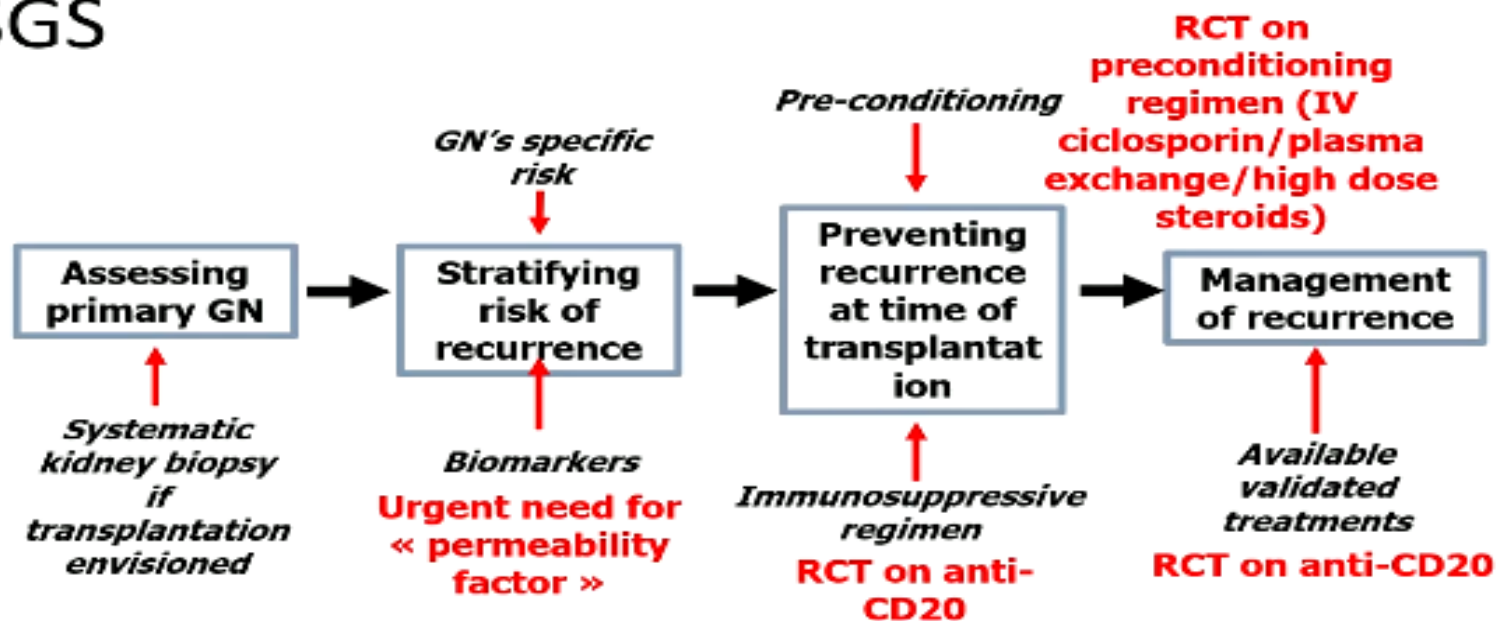 GS
RCT on
preconditioning
regimen (IV
ciclosporin/plasma
exchange/high dose
steroids)
Pre-conditioning
GN's specific
risk
Assessing
primary GN
Stratifying
risk of
recurrence
Preventing
recurrence
at time of
transplantat
ion
Management
of recurrence
Systematic
kidney biopsy
if
transplantation
envisioned
Biomarkers
Urgent need for
« permeability
factor »
Immunosuppressive
regimen
RCT on anti-
CD20
Available
validated
treatments
RCT on anti-CD20